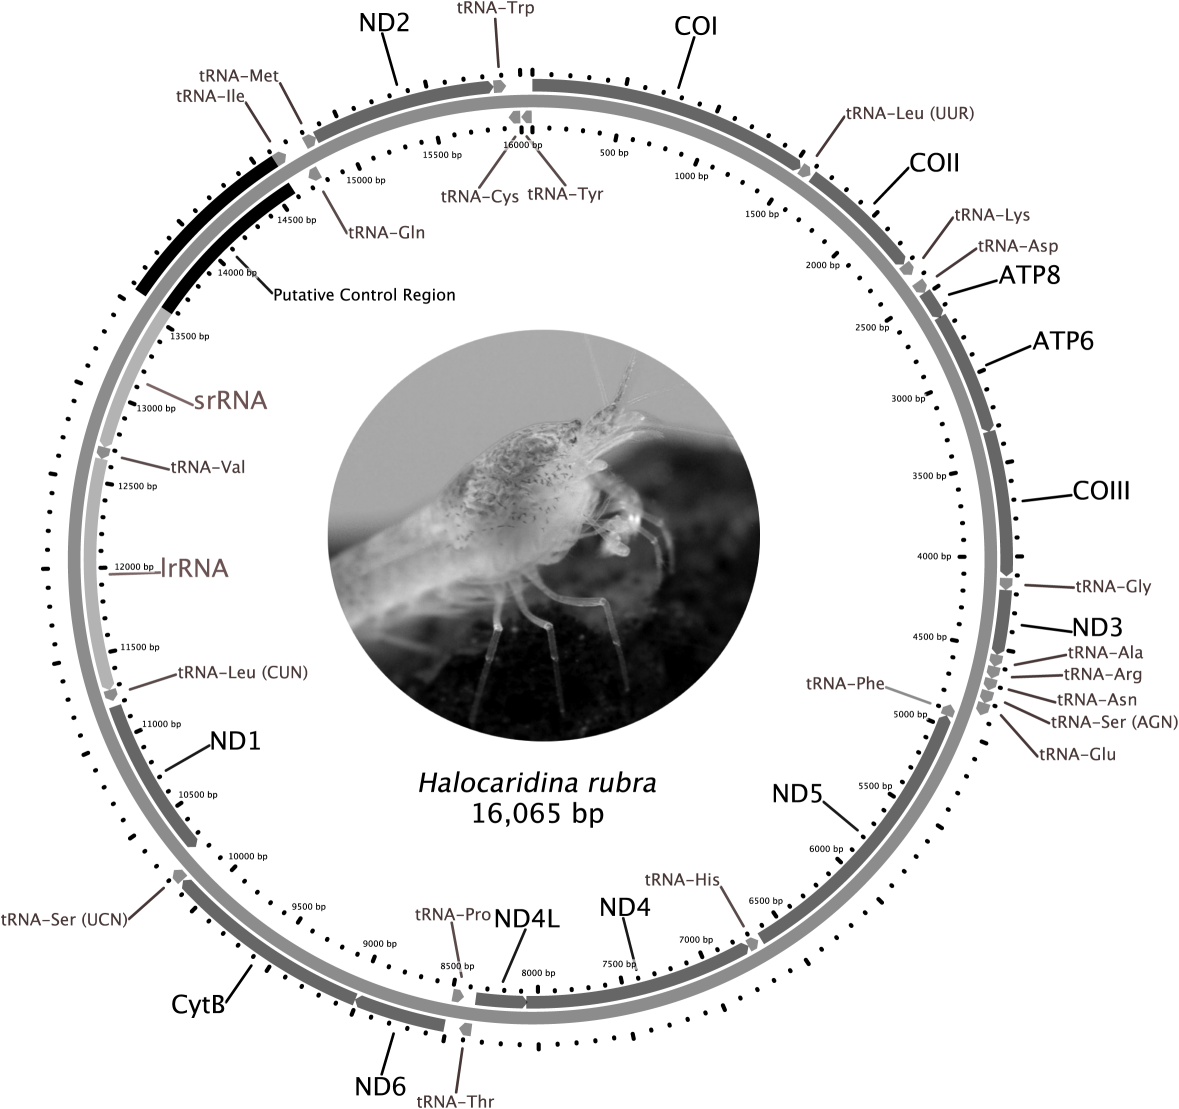 tRNA–Trp
ND2
COI
tRNA–Met
tRNA–Ile
tRNA–Leu (UUR)
COII
tRNA–Cys
tRNA–Tyr
tRNA–Gln
tRNA–Lys
tRNA–Asp
ATP8
ATP6
Putative Control Region
srRNA
tRNA–Val
lrRNA
COIII
tRNA–Gly
ND3
tRNA–Ala
tRNA–Arg
tRNA–Asn
tRNA–Ser (AGN)
tRNA–Glu
tRNA–Phe
tRNA–Leu (CUN)
ND1
ND5
Halocaridina rubra
16,065 bp
tRNA–His
ND4
ND4L
tRNA–Pro
tRNA–Ser (UCN)
CytB
ND6
tRNA–Thr
500 bp
1000 bp
1500 bp
2000 bp
2500 bp
3000 bp
3500 bp
4000 bp
4500 bp
5000 bp
5500 bp
6000 bp
6500 bp
7000 bp
7500 bp
8000 bp
8500 bp
9000 bp
9500 bp
10000 bp
10500 bp
11000 bp
11500 bp
12000 bp
12500 bp
13000 bp
13500 bp
14000 bp
14500 bp
15000 bp
15500 bp
16000 bp